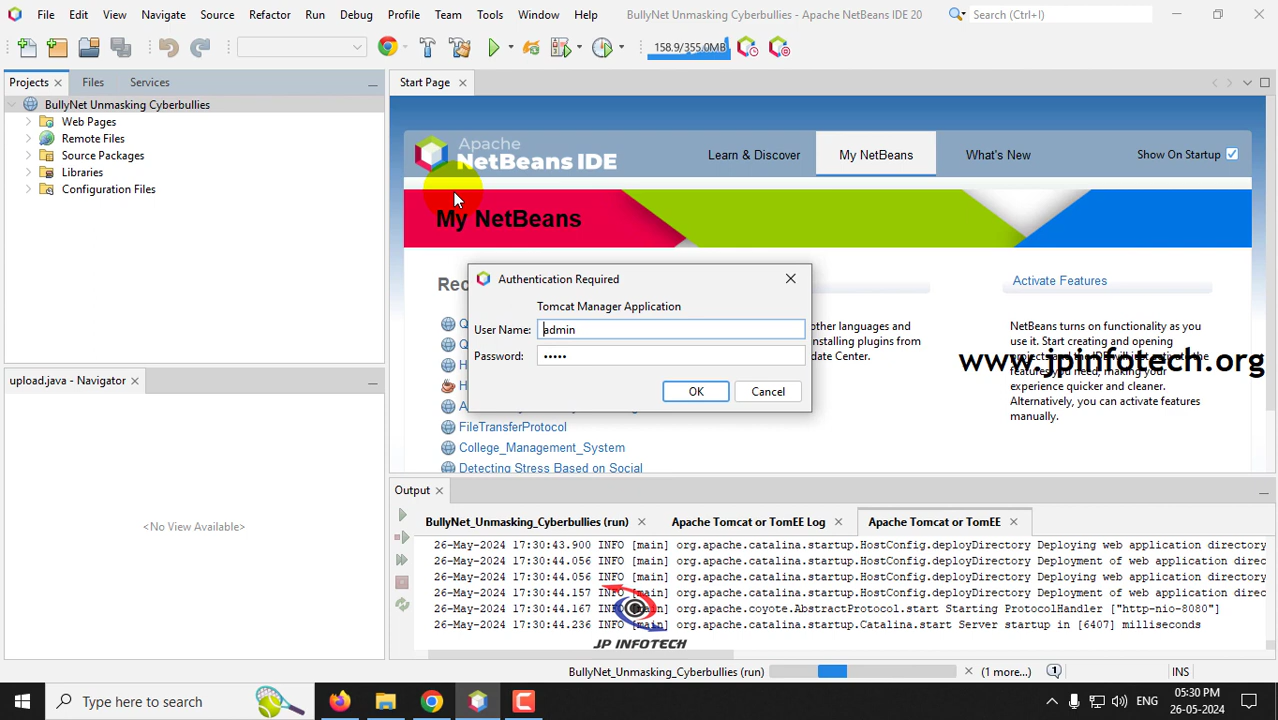 File Edit View Navigate Source Refactor Run Debug Profile Team Tools Window Help
BullyNet Unmasking Cyberbullies - Apache NetBeans IDE 20
Search (Ctrl+I)
158.9/355.0MB
Projects
Files
Services
Start Page
BullyNet Unmasking Cyberbullies
Web Pages
Remote Files
Source Packages
Libraries
Configuration Files
Apache
NetBeans IDE
Learn & Discover
My NetBeans
What's New
Show On Startup
My NetBeans
Activate Features
other languages and
installing plugins from
NetBeans turns on functionality as you
use it. Start creating and opening
experience quicker and cleaner.
Alternatively, you can activate features
manually.
www.jpinfotech.org
Authentication Required
Tomcat Manager Application
User Name: admin
Password: •••••
OK
Cancel
FileTransferProtocol
College_Management_System
Detecting Stress Based on Social
upload.java - Navigator
<No View Available>
Output
BullyNet_Unmasking_Cyberbullies (run)
Apache Tomcat or TomEE Log
Apache Tomcat or TomEE
26-May-2024 17:30:43.900 INFO [main] org.apache.catalina.startup.HostConfig.deployDirectory Deploying web application directory
26-May-2024 17:30:44.056 INFO [main] org.apache.catalina.startup.HostConfig.deployDirectory Deployment of web application direc
26-May-2024 17:30:44.056 INFO [main] org.apache.catalina.startup.HostConfig.deployDirectory Deploying web application directory
26-May-2024 17:30:44.157 INFO [main] org.apache.catalina.startup.HostConfig.deployDirectory Deployment of web application direc
26-May-2024 17:30:44.167 INFO [main] org.apache.coyote.AbstractProtocol.start Starting ProtocolHandler ["http-nio-8080"]
26-May-2024 17:30:44.236 INFO [main] org.apache.catalina.startup.Catalina.start Server startup in [6407] milliseconds
JP INFOTECH
BullyNet_Unmasking_Cyberbullies (run)
(1 more...)
INS
Type here to search
ENG
05:30 PM
26-05-2024